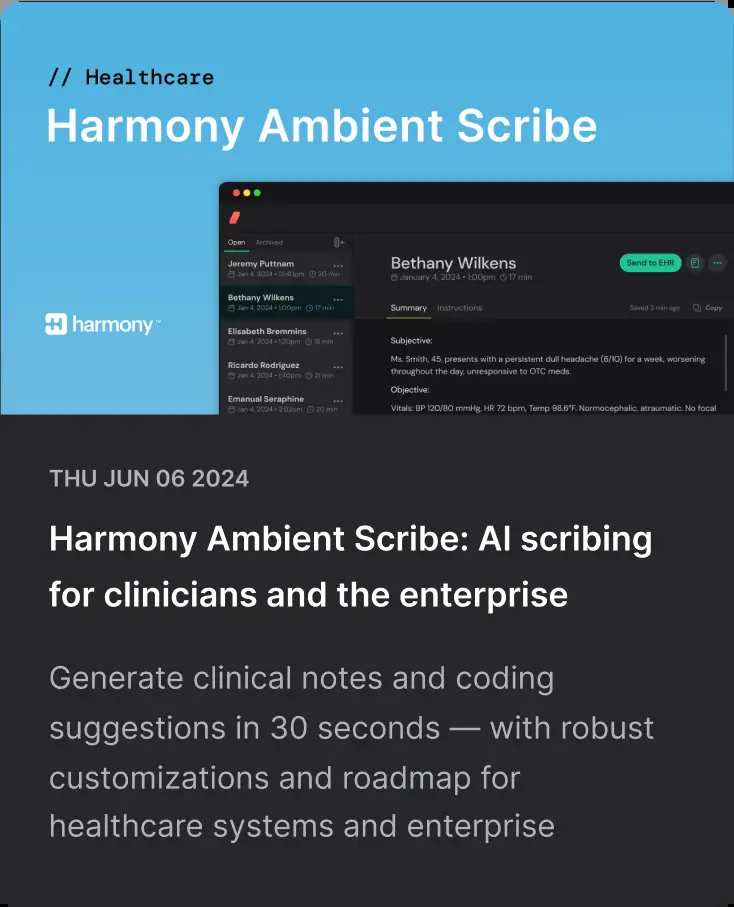 // Healthcare
Harmony Ambient Scribe
harmony™
Open Archived
Jeremy Puttnam
Jan 4, 2024 • 12:40pm 20 min
Bethany Wilkens
Jan 4, 2024 • 1:00pm 17 min
Elisabeth Bremmins
Jan 4, 2024 • 1:20pm 18 min
Ricardo Rodriguez
Jan 4, 2024 • 1:40pm 21 min
Emanual Seraphine
Jan 4, 2024 • 2:02pm 20 min
Bethany Wilkens
January 4, 2024 • 1:00pm 17 min
Send to EHR
Summary Instructions
Saved 5 min ago Copy
Subjective:
Ms. Smith, 45, presents with a persistent dull headache (6/10) for a week, worsening
throughout the day, unresponsive to OTC meds.
Objective:
Vitals: BP 120/80 mmHg, HR 72 bpm, Temp 98.6°F. Normocephalic, atraumatic. No focal
THU JUN 06 2024
Harmony Ambient Scribe: AI scribing
for clinicians and the enterprise
Generate clinical notes and coding
suggestions in 30 seconds — with robust
customizations and roadmap for
healthcare systems and enterprise